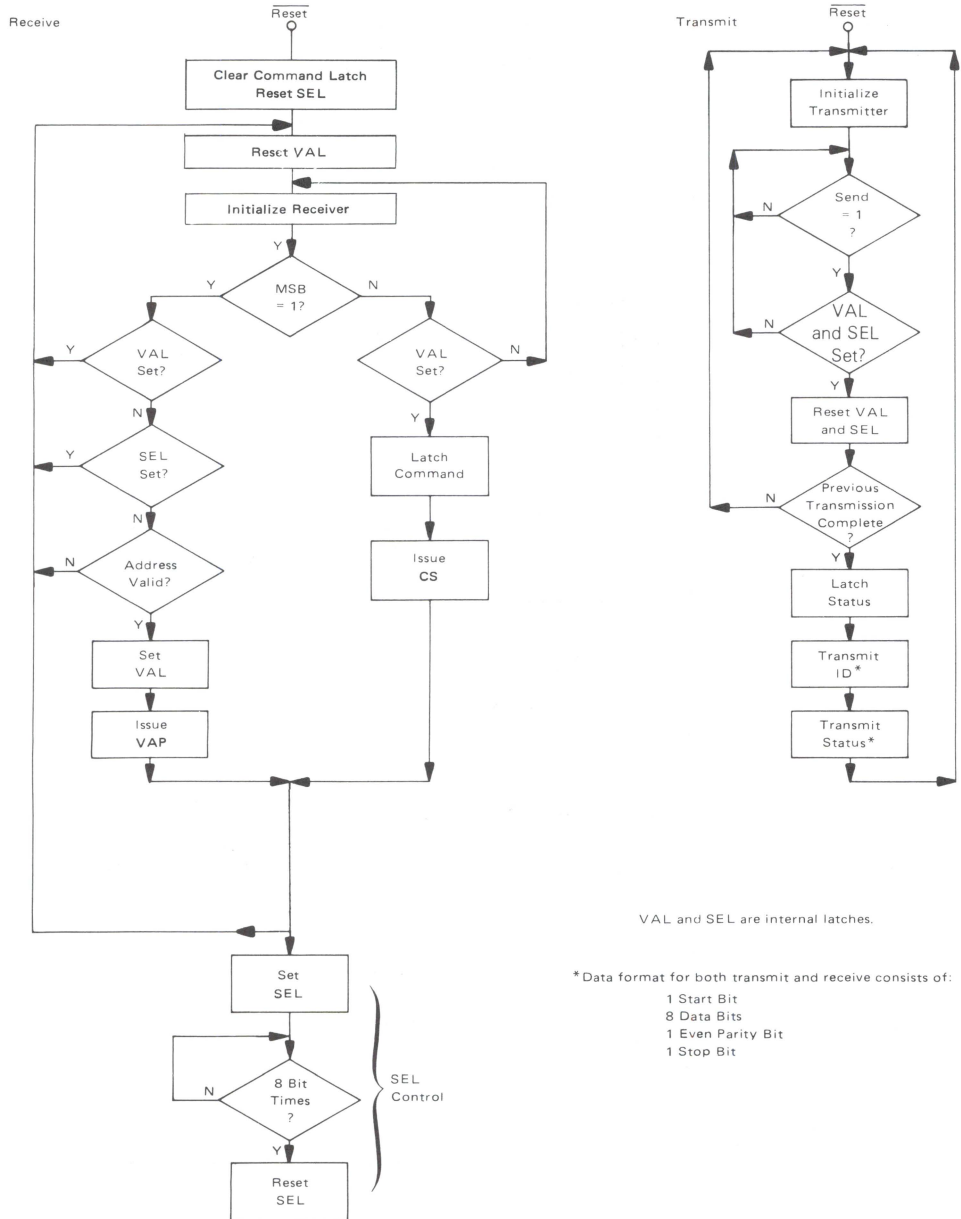 Receive
Reset
Clear Command Latch
Reset SEL
Reset VAL
Initialize Receiver
Y
MSB
= 1?
Y
N
VAL
Set?
Y
N
VAL
Set?
N
Y
SEL
Set?
Y
N
Latch
Command
Address
Valid?
N
Y
Issue
CS
Set
VAL
Issue
VAP
Set
SEL
8 Bit
Times
?
N
Y
Reset
SEL
SEL
Control
Transmit
Reset
Initialize
Transmitter
Send
= 1
?
N
Y
VAL
and SEL
Set?
N
Y
Reset VAL
and SEL
Previous
Transmission
Complete
?
N
Y
Latch
Status
Transmit
ID*
Transmit
Status*
VAL and SEL are internal latches.
*Data format for both transmit and receive consists of:
1 Start Bit
8 Data Bits
1 Even Parity Bit
1 Stop Bit